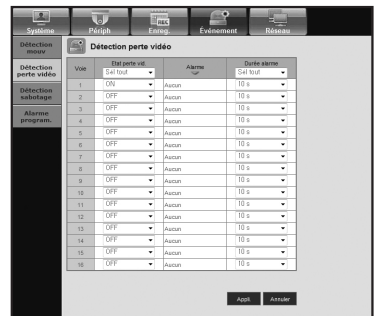 Système Périph Enreg. Événement Réseau
REC
Détection mouv
Détection perte vidéo
Détection sabotage
Alarme program.
Détection perte vidéo
Voie Etat perte vid. Alarme Durée alarme
Sél tout Sél tout
1 ON Aucun 10 s
2 OFF Aucun 10 s
3 OFF Aucun 10 s
4 OFF Aucun 10 s
5 OFF Aucun 10 s
6 OFF Aucun 10 s
7 OFF Aucun 10 s
8 OFF Aucun 10 s
9 OFF Aucun 10 s
10 OFF Aucun 10 s
11 OFF Aucun 10 s
12 OFF Aucun 10 s
13 OFF Aucun 10 s
14 OFF Aucun 10 s
15 OFF Aucun 10 s
16 OFF Aucun 10 s
Appli Annuler